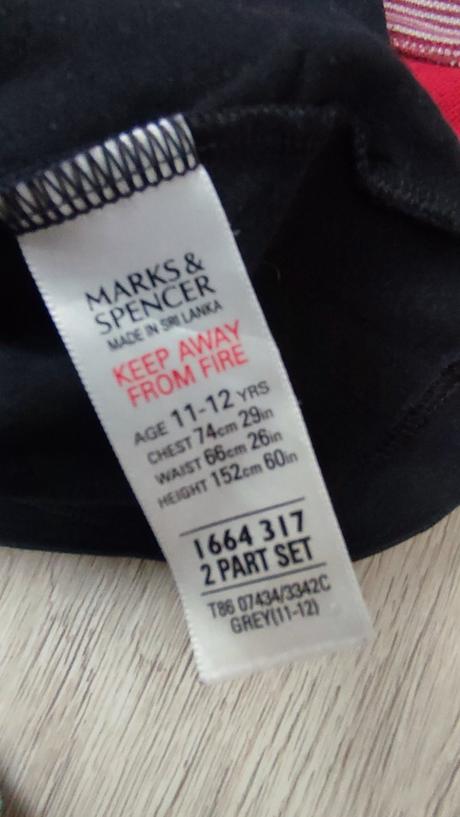 MARKS &
SPENCER
MADE IN SRI LANKA
KEEP AWAY
FROM FIRE
AGE 11-12 YRS
CHEST 74cm 29in
WAIST 66cm 26in
HEIGHT 152cm 60in
1664 317
2 PART SET
T86 07434/3342C
GREY(11-12)